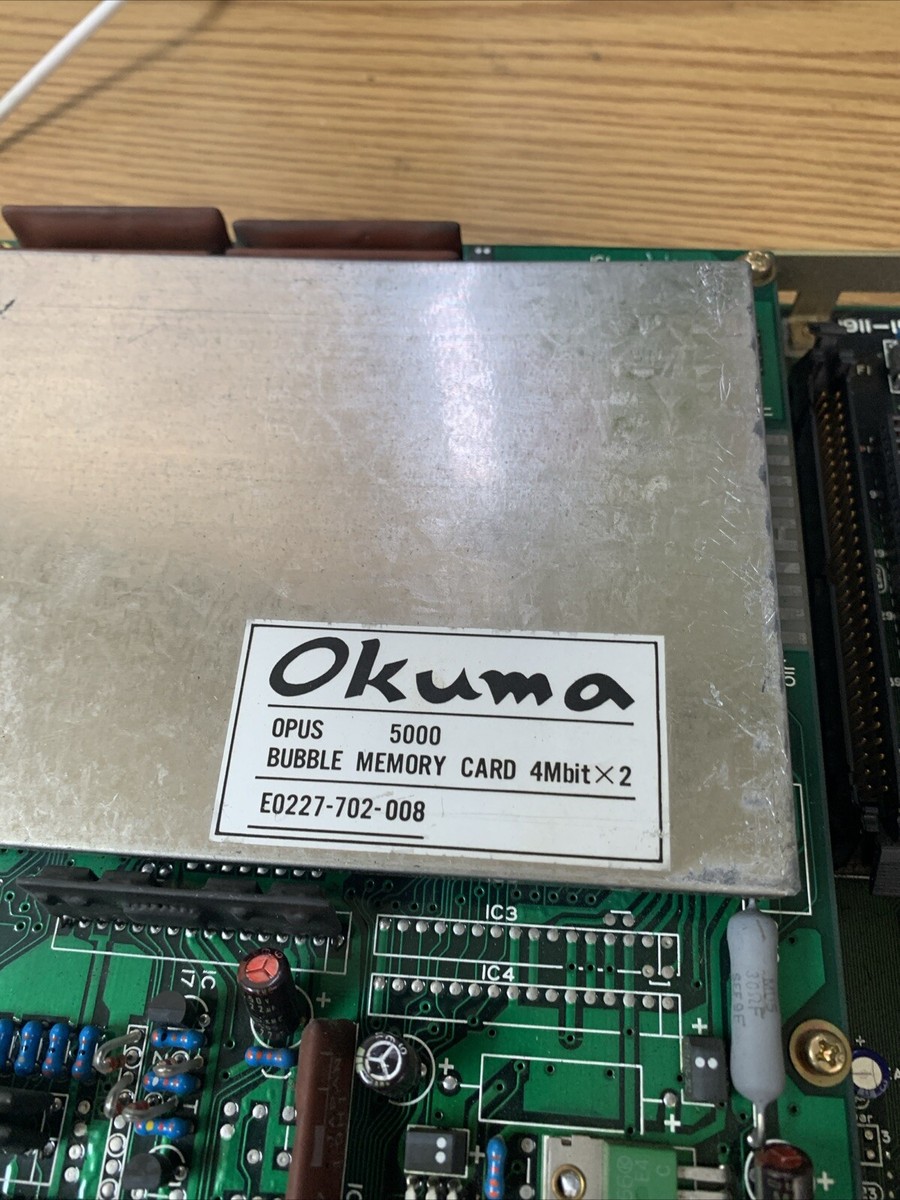 Okuma
OPUS 5000
BUBBLE MEMORY CARD 4Mbit×2
E0227-702-008
IC3
IC4